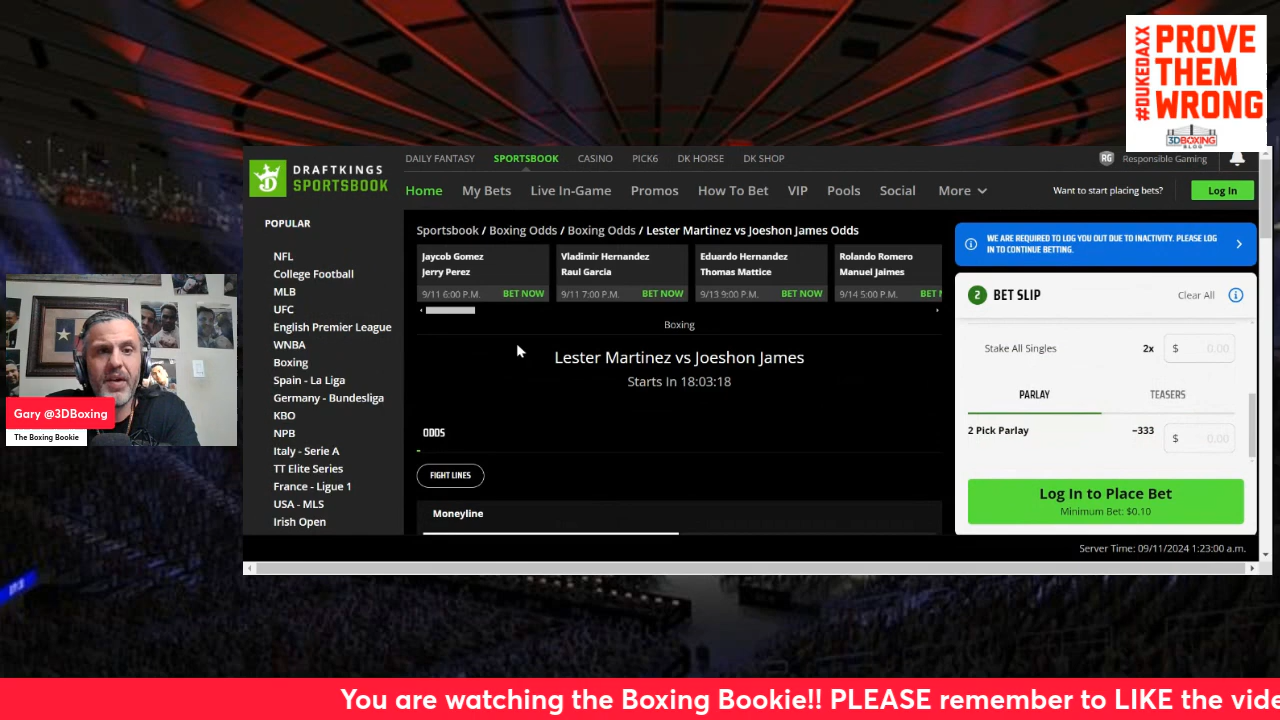 #DUKEDAXX
PROVE
THEM
WRONG
3DBOXING
BLOG
DRAFTKINGS
SPORTSBOOK
DAILY FANTASY SPORTSBOOK CASINO PICK6 DK HORSE DK SHOP
RG Responsible Gaming
Home My Bets Live In-Game Promos How To Bet VIP Pools Social More
Want to start placing bets? Log In
POPULAR
NFL
College Football
MLB
UFC
English Premier League
WNBA
Boxing
Spain - La Liga
Germany - Bundesliga
KBO
NPB
Italy - Serie A
TT Elite Series
France - Ligue 1
USA - MLS
Irish Open
Sportsbook / Boxing Odds / Boxing Odds / Lester Martinez vs Joeshon James Odds
Jaycob Gomez
Jerry Perez
9/11 6:00 P.M. BET NOW
Vladimir Hernandez
Raul Garcia
9/11 7:00 P.M. BET NOW
Eduardo Hernandez
Thomas Mattice
9/13 9:00 P.M. BET NOW
Rolando Romero
Manuel Jaimes
9/14 5:00 P.M. BET N
Boxing
Lester Martinez vs Joeshon James
Starts In 18:03:18
ODDS
FIGHT LINES
Moneyline
WE ARE REQUIRED TO LOG YOU OUT DUE TO INACTIVITY. PLEASE LOG
IN TO CONTINUE BETTING.
2 BET SLIP Clear All
Stake All Singles 2x $ 0.00
PARLAY TEASERS
2 Pick Parlay −333 $ 0.00
Log In to Place Bet
Minimum Bet: $0.10
Server Time: 09/11/2024 1:23:00 a.m.
Gary @3DBoxing
The Boxing Bookie
You are watching the Boxing Bookie!! PLEASE remember to LIKE the vide